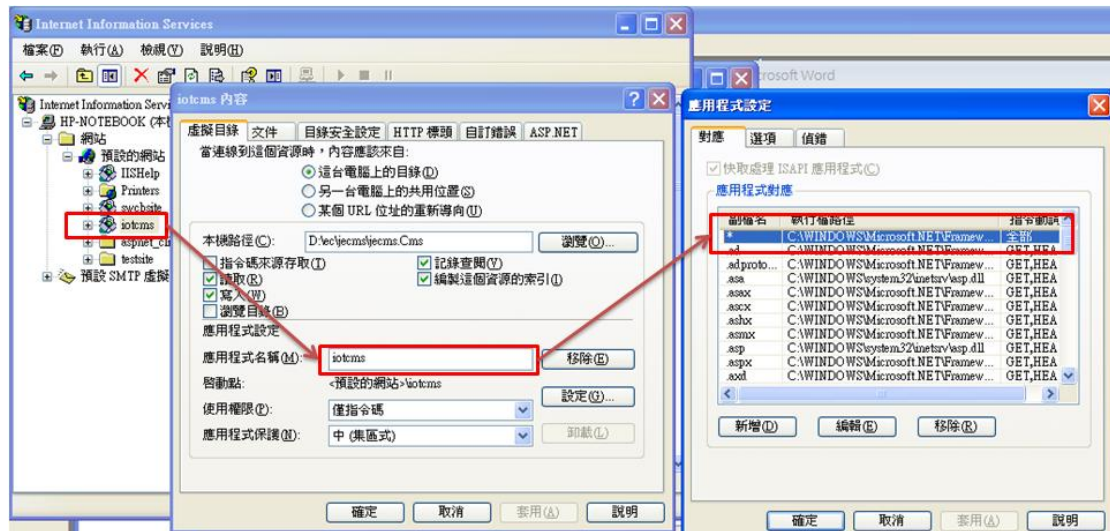 Internet Information Services
檔案(F) 執行(A) 檢視(V) 說明(H)
Internet Information Servi
HP-NOTEBOOK (本
網站
預設的網站
IISHelp
Printers
iotcms
aspnet_cli
testsite
預設 SMTP 虛擬
iotcms 內容
虛擬目錄 文件 目錄安全設定 HTTP 標頭 自訂錯誤 ASP.NET
當連線到這個資源時，內容應該來自:
這台電腦上的目錄(D)
另一台電腦上的共用位置(S)
某個 URL 位址的重新導向(U)
本機路徑(C): D:\ec\jecms\jecms.Cms 瀏覽(O)...
指令碼來源存取(T) 記錄查閱(V)
讀取(R) 編製這個資源的索引(I)
寫入(W)
瀏覽目錄(B)
應用程式設定
應用程式名稱(M): iotcms 移除(E)
啓動點: <預設的網站>\iotcms
設定(G)...
使用權限(P): 僅指令碼
應用程式保護(N): 中 (集區式) 卸載(L)
確定 取消 套用(A) 說明
crosoft Word
應用程式設定
對應 選項 偵錯
快取處理 ISAPI 應用程式(C)
應用程式對應
副檔名 執行檔路徑 指令動詞
* C:\WINDOWS\Microsoft.NET\Framew... 全部
.ad C:\WINDOWS\Microsoft.NET\Framew... GET,HEA
.adproto... C:\WINDOWS\Microsoft.NET\Framew... GET,HEA
.asa C:\WINDOWS\system32\inetsrv\asp.dll GET,HEA
.asax C:\WINDOWS\Microsoft.NET\Framew... GET,HEA
.ascx C:\WINDOWS\Microsoft.NET\Framew... GET,HEA
.ashx C:\WINDOWS\Microsoft.NET\Framew... GET,HEA
.asmx C:\WINDOWS\Microsoft.NET\Framew... GET,HEA
.asp C:\WINDOWS\system32\inetsrv\asp.dll GET,HEA
.aspx C:\WINDOWS\Microsoft.NET\Framew... GET,HEA
.axd C:\WINDOWS\Microsoft.NET\Framew... GET,HEA
新增(D) 編輯(E) 移除(R)
確定 取消 套用(A) 說明